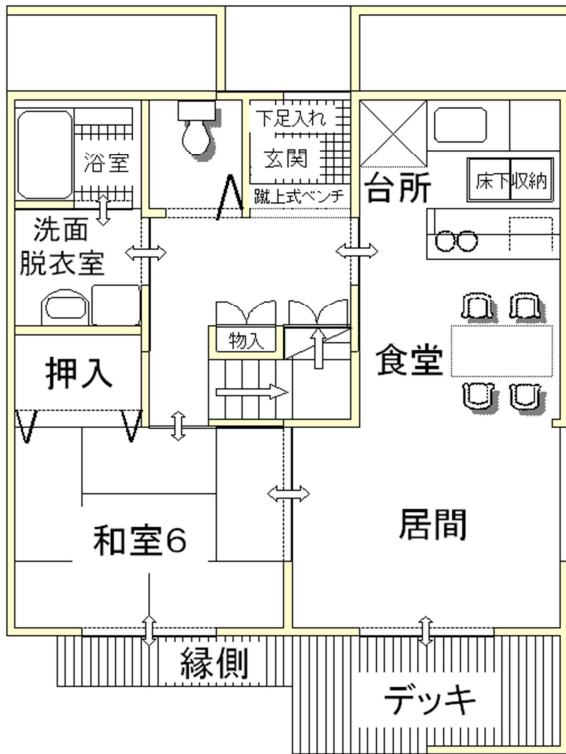 下足入れ
玄関
蹴上式ベンチ
浴室
台所
床下収納
洗面
脱衣室
物入
食堂
押入
和室6
居間
縁側
デッキ